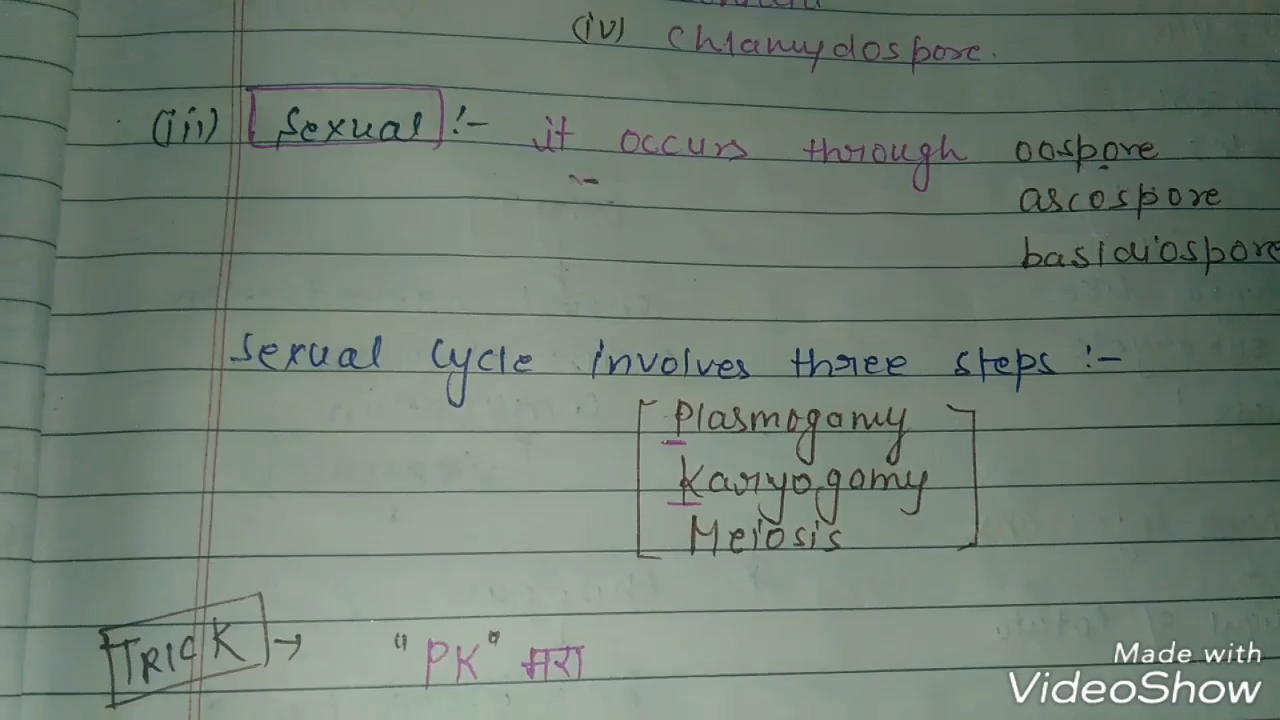 (iv) Chlamydospore.
(iii) Sexual :- it occurs through oospore
ascospore
basidiospore
Sexual cycle involves three steps :-
Plasmogamy
Karyogamy
Meiosis
TRICK → "PK" मरा
Made with
VideoShow